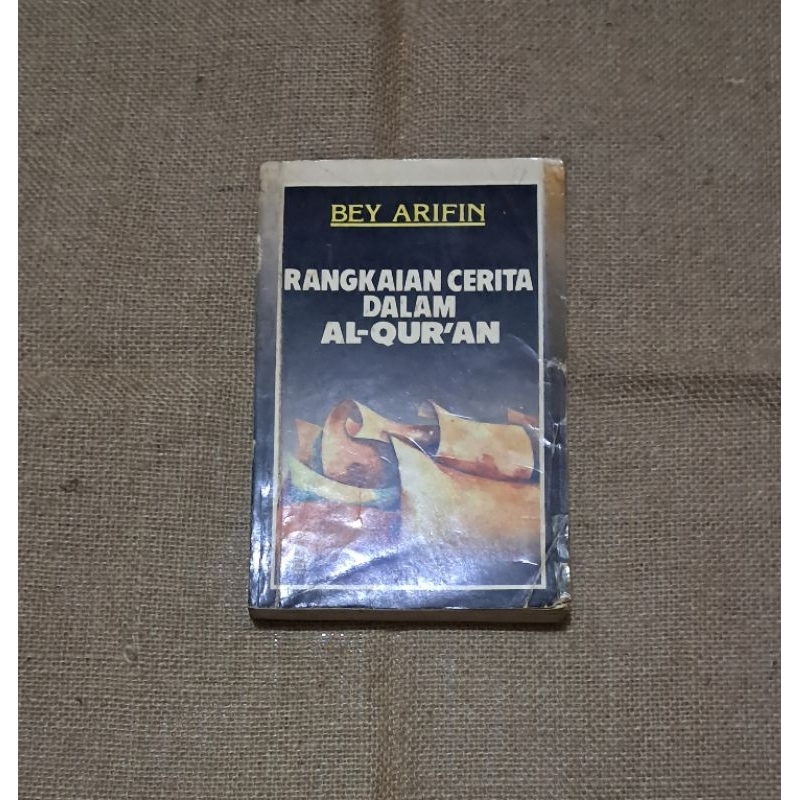 BEY ARIFIN
RANGKAIAN CERITA
DALAM
AL-QUR'AN